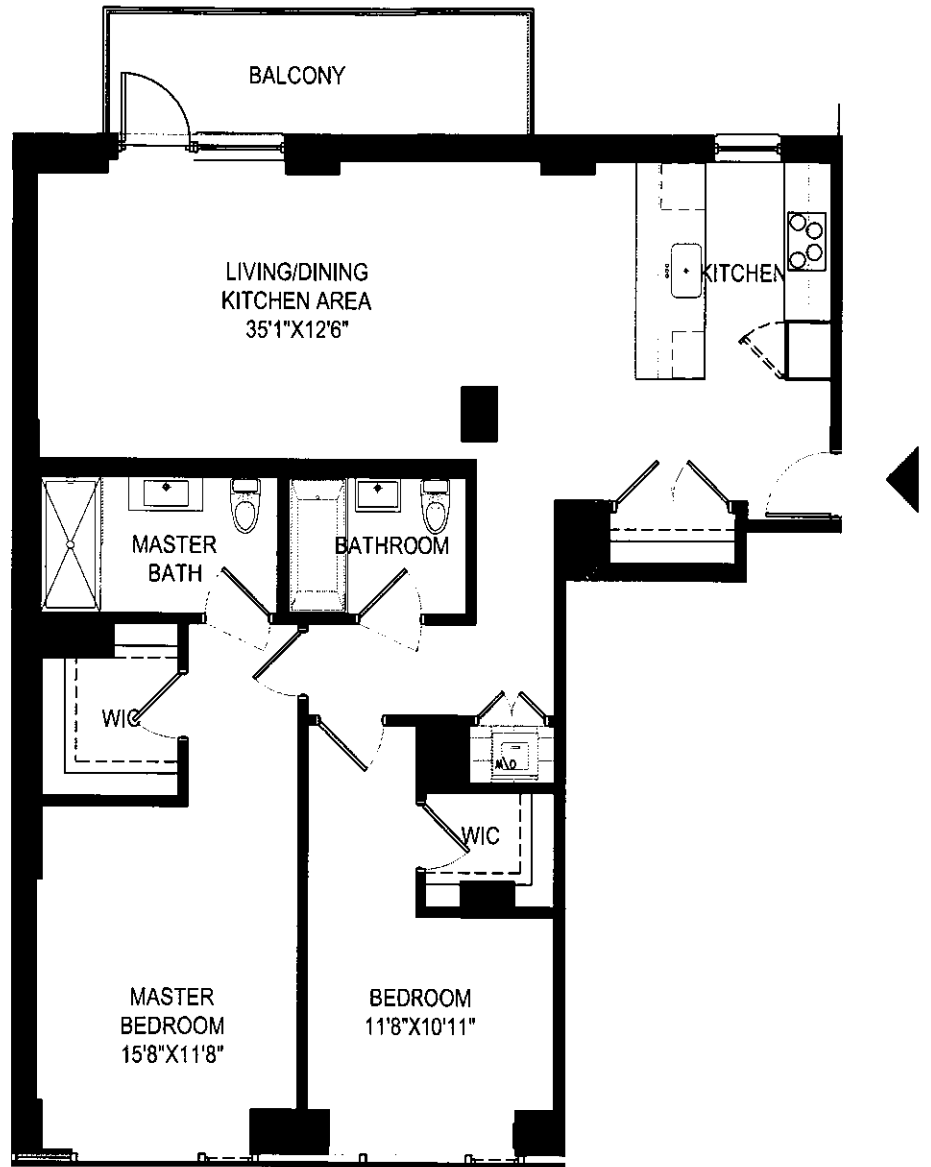 BALCONY
LIVING/DINING
KITCHEN AREA
35'1"X12'6"
KITCHEN
MASTER
BATH
BATHROOM
WIC
W\D
WIC
MASTER
BEDROOM
15'8"X11'8"
BEDROOM
11'8"X10'11"